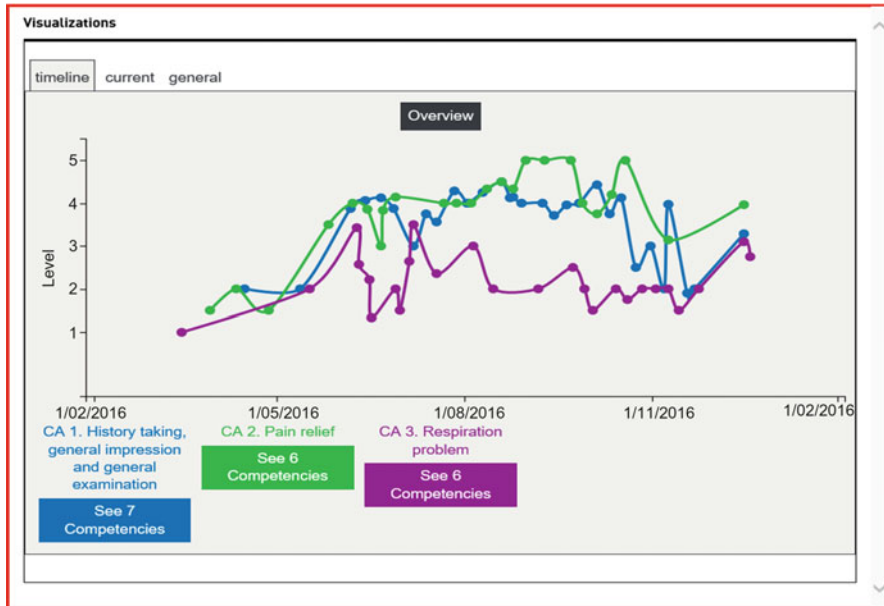 Visualizations
timeline current general
Overview
5
4
3
2
1
Level
1/02/2016 1/05/2016 1/08/2016 1/11/2016 1/02/2016
CA 1. History taking,
general impression
and general
examination
See 7
Competencies
CA 2. Pain relief
See 6
Competencies
CA 3. Respiration
problem
See 6
Competencies